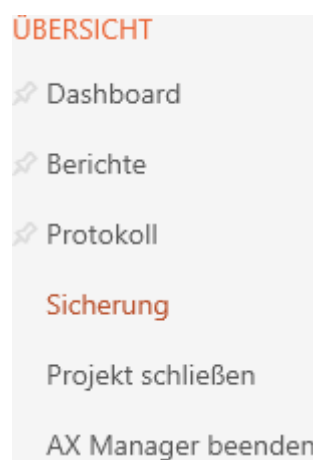 ÜBERSICHT
Dashboard
Berichte
Protokoll
Sicherung
Projekt schließen
AX Manager beenden